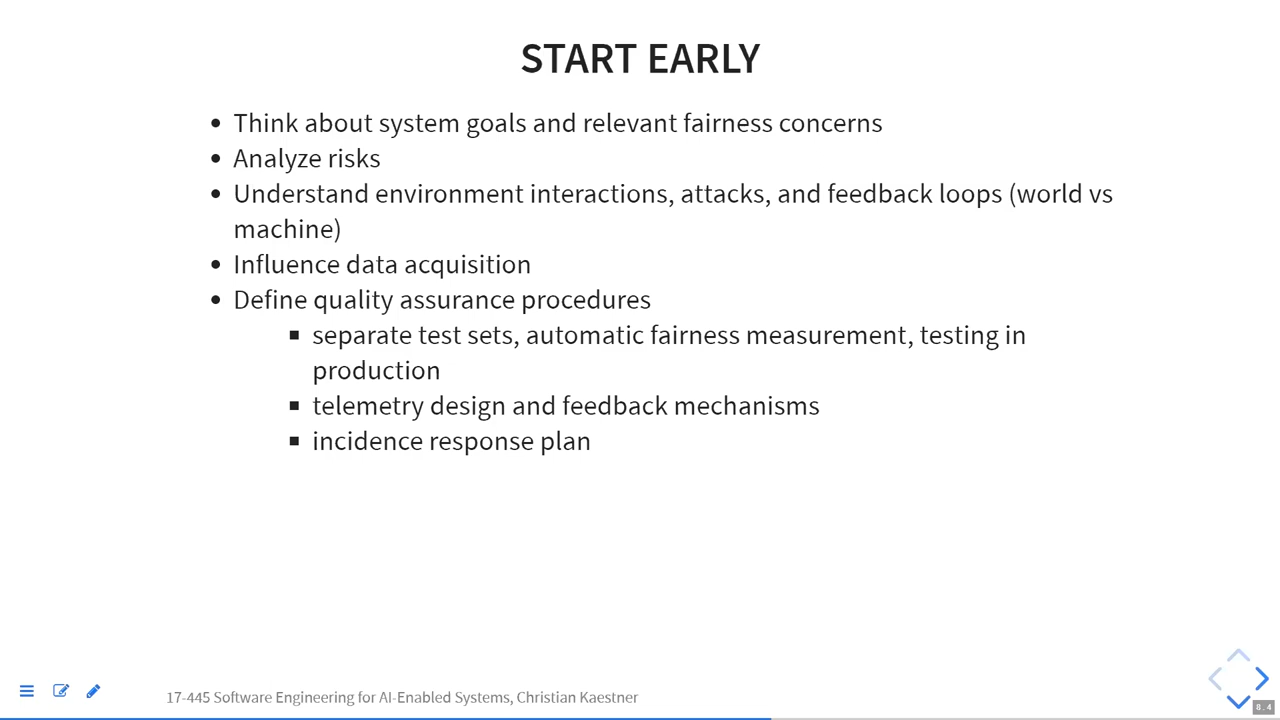 START EARLY
• Think about system goals and relevant fairness concerns
• Analyze risks
• Understand environment interactions, attacks, and feedback loops (world vs
machine)
• Influence data acquisition
• Define quality assurance procedures
▪ separate test sets, automatic fairness measurement, testing in
production
▪ telemetry design and feedback mechanisms
▪ incidence response plan
17-445 Software Engineering for AI-Enabled Systems, Christian Kaestner
8.4